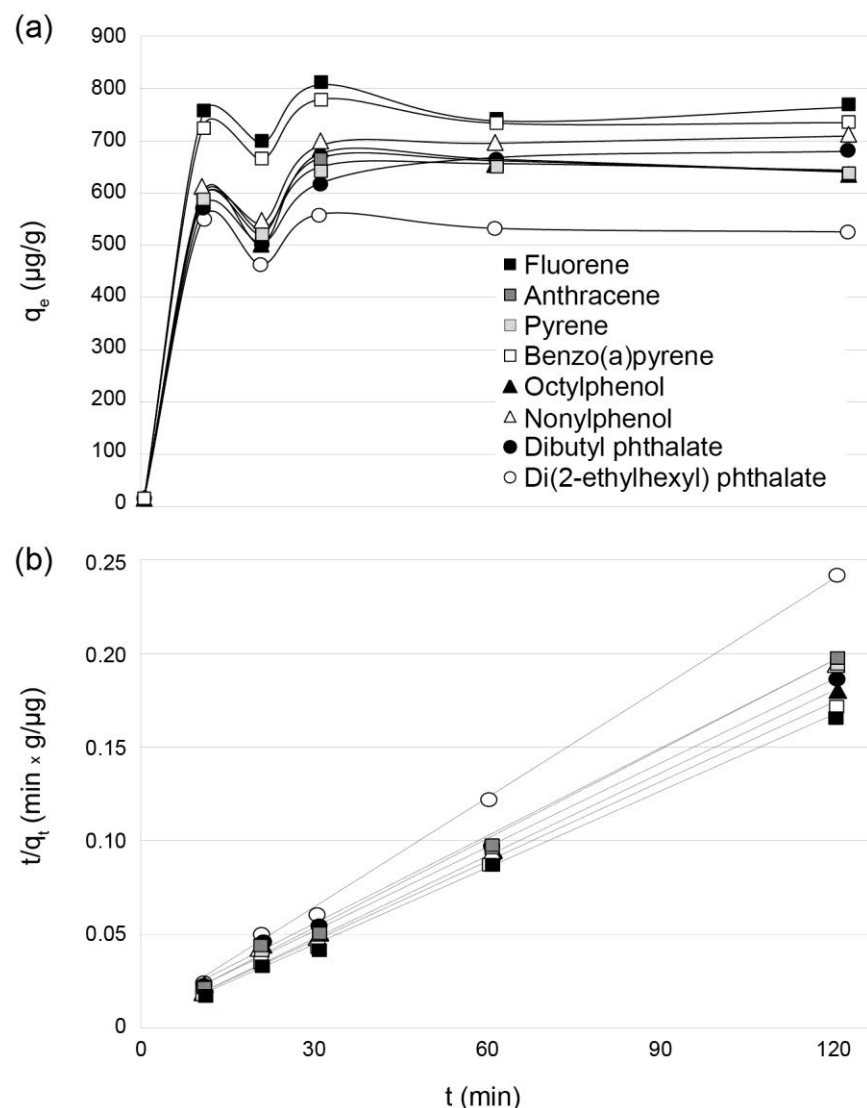 (a)
900
800
700
600
500
400
300
200
100
0
qe (µg/g)
Fluorene
Anthracene
Pyrene
Benzo(a)pyrene
Octylphenol
Nonylphenol
Dibutyl phthalate
Di(2-ethylhexyl) phthalate
(b)
0.25
0.20
0.15
0.10
0.05
0
t/qt (min x g/µg)
0 30 60 90 120
t (min)